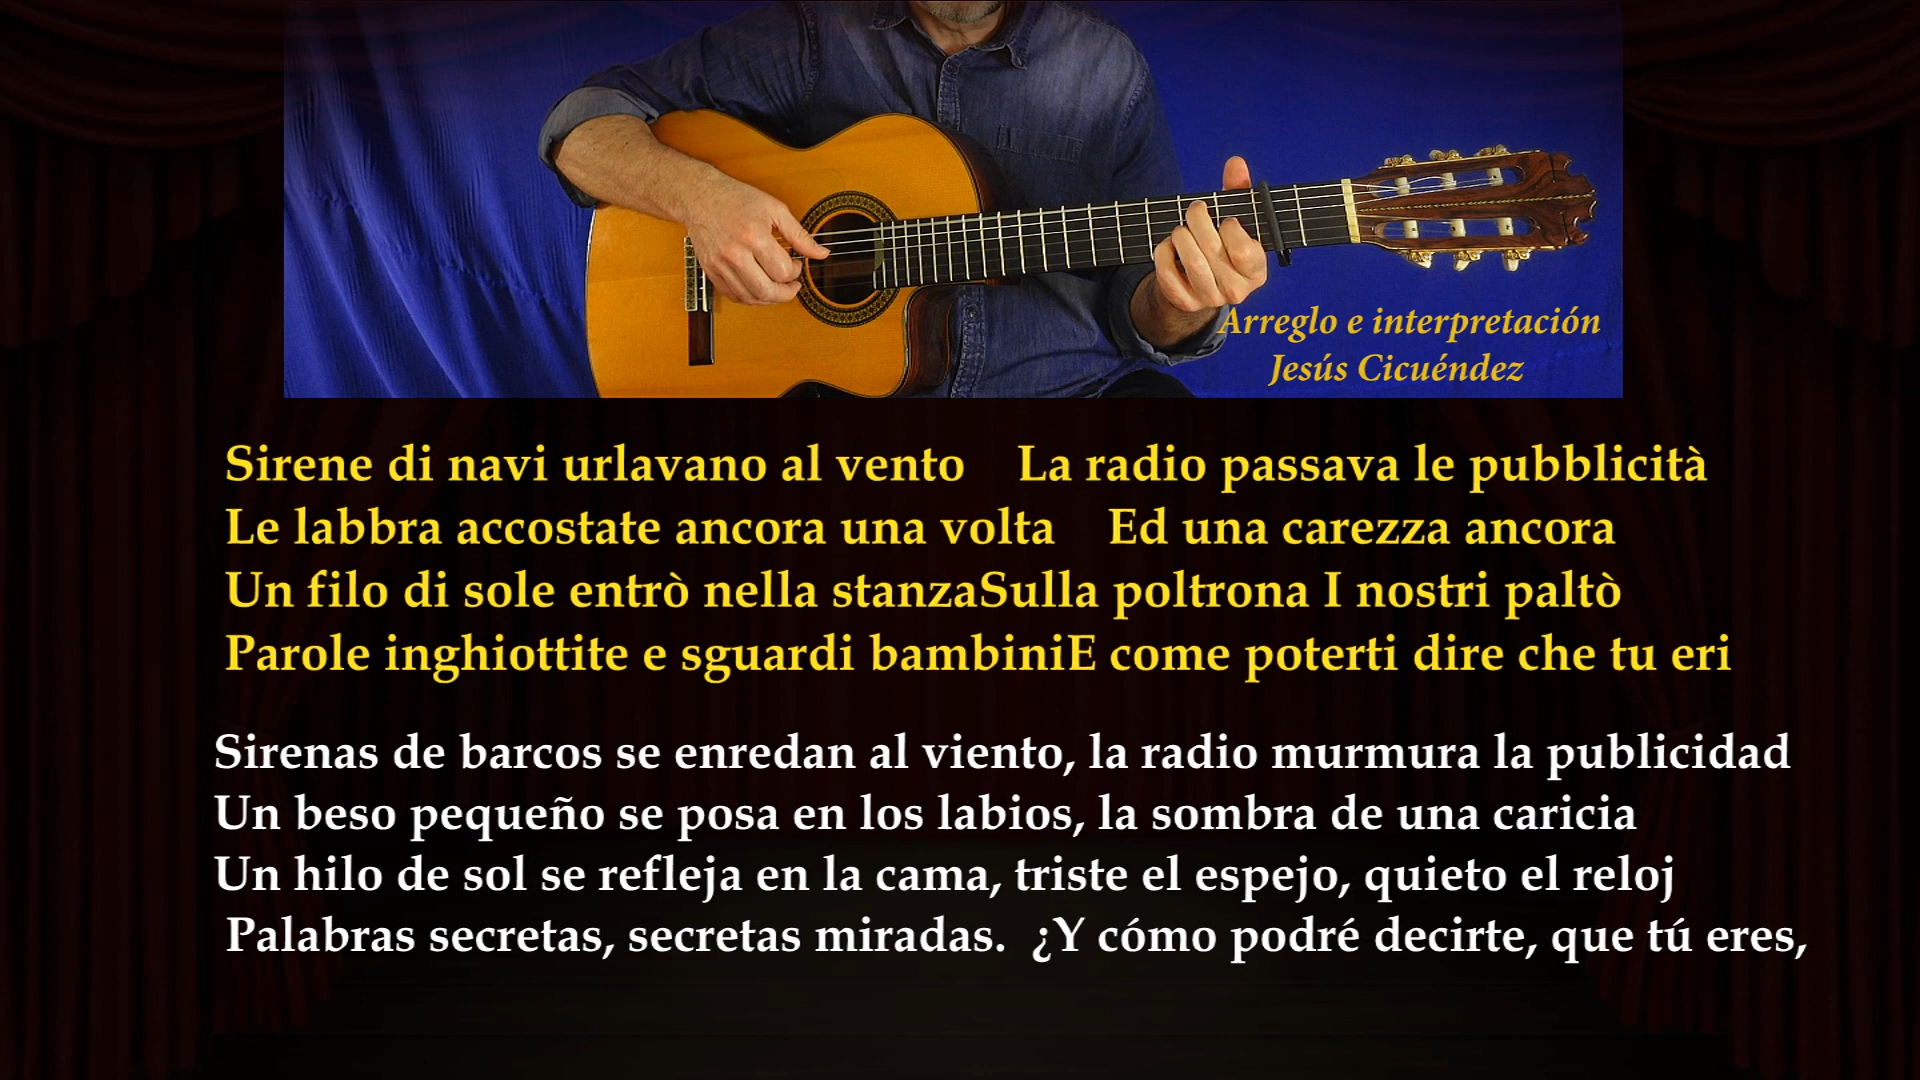 Arreglo e interpretación
Jesús Cicuéndez
Sirene di navi urlavano al vento    La radio passava le pubblicità
Le labbra accostate ancora una volta    Ed una carezza ancora
Un filo di sole entrò nella stanzaSulla poltrona I nostri paltò
Parole inghiottite e sguardi bambiniE come poterti dire che tu eri
Sirenas de barcos se enredan al viento, la radio murmura la publicidad
Un beso pequeño se posa en los labios, la sombra de una caricia
Un hilo de sol se refleja en la cama, triste el espejo, quieto el reloj
Palabras secretas, secretas miradas.  ¿Y cómo podré decirte, que tú eres,